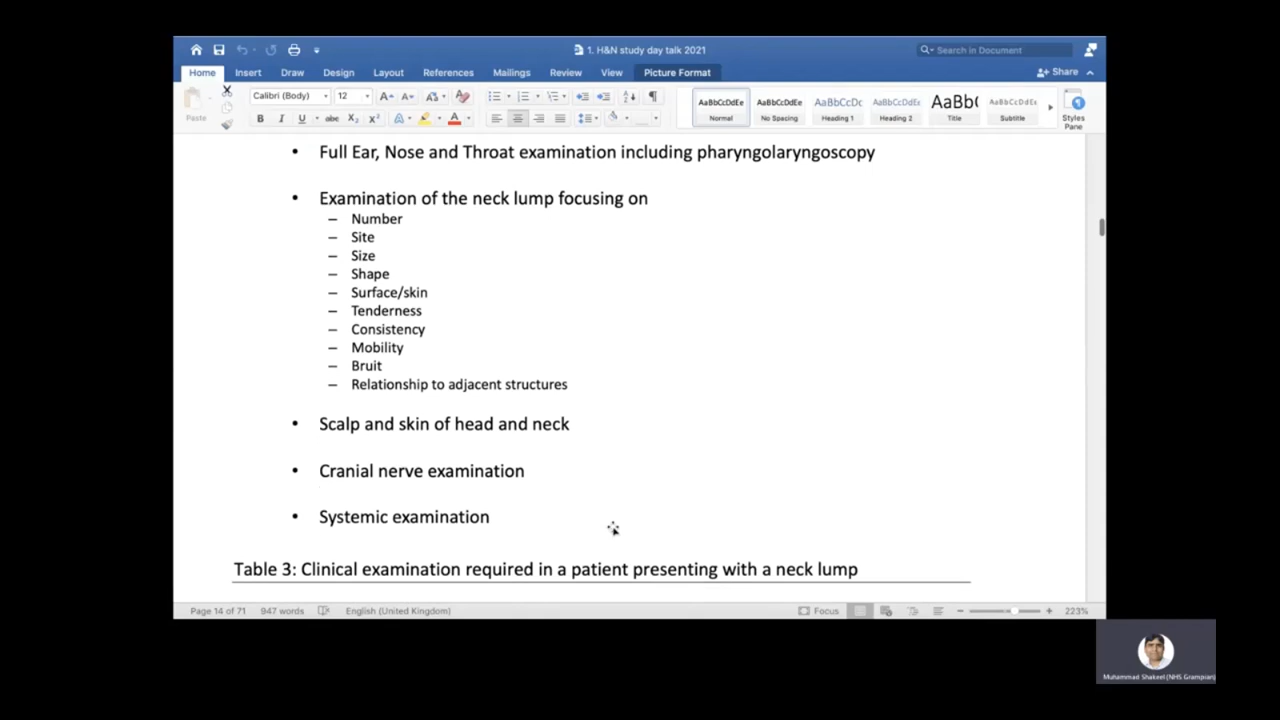 1. H&N study day talk 2021
Search in Document
Home Insert Draw Design Layout References Mailings Review View Picture Format
Share
Paste
Calibri (Body) 12
AaBbCcDdEe AaBbCcDdEe AaBbCcDc AaBbCcDdEe AaBb( AaBbCcDdEe
Normal No Spacing Heading 1 Heading 2 Title Subtitle
Styles
Pane
• Full Ear, Nose and Throat examination including pharyngolaryngoscopy
• Examination of the neck lump focusing on
– Number
– Site
– Size
– Shape
– Surface/skin
– Tenderness
– Consistency
– Mobility
– Bruit
– Relationship to adjacent structures
• Scalp and skin of head and neck
• Cranial nerve examination
• Systemic examination
Table 3: Clinical examination required in a patient presenting with a neck lump
Page 14 of 71 947 words English (United Kingdom) Focus 223%
Muhammad Shakeel (NHS Grampian)